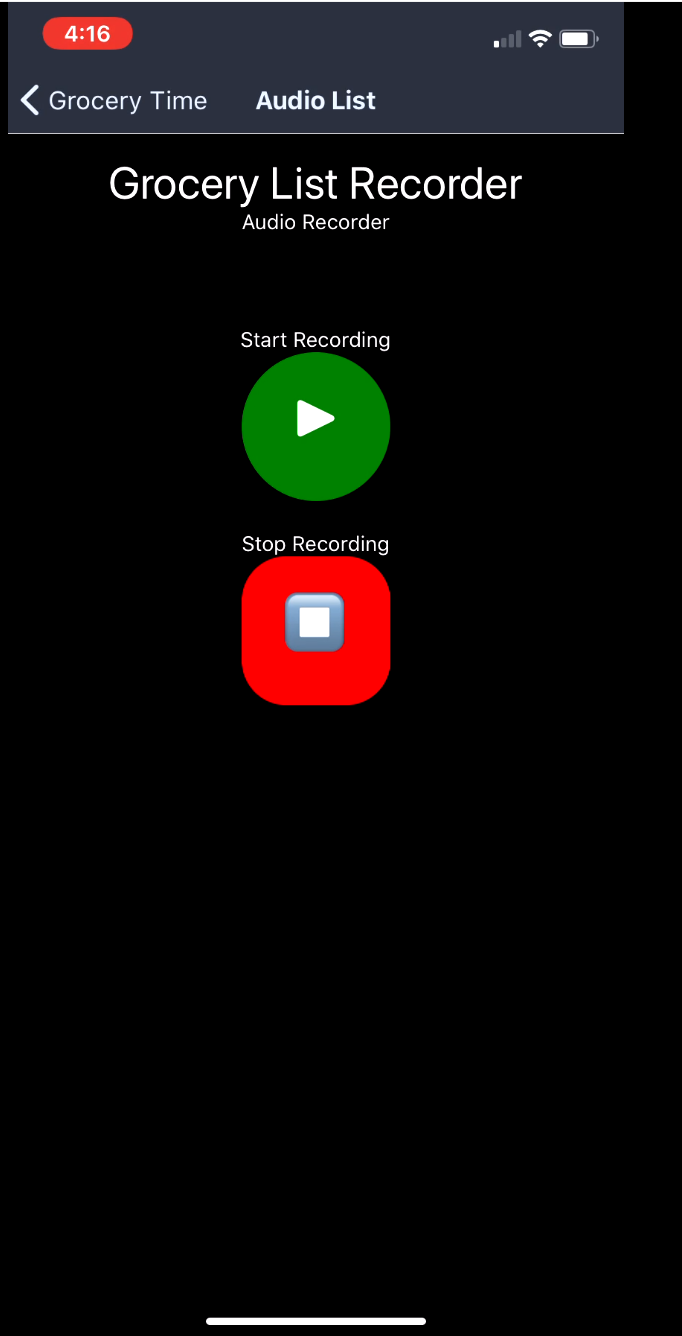 4:16
Grocery Time Audio List
Grocery List Recorder
Audio Recorder
Start Recording
Stop Recording